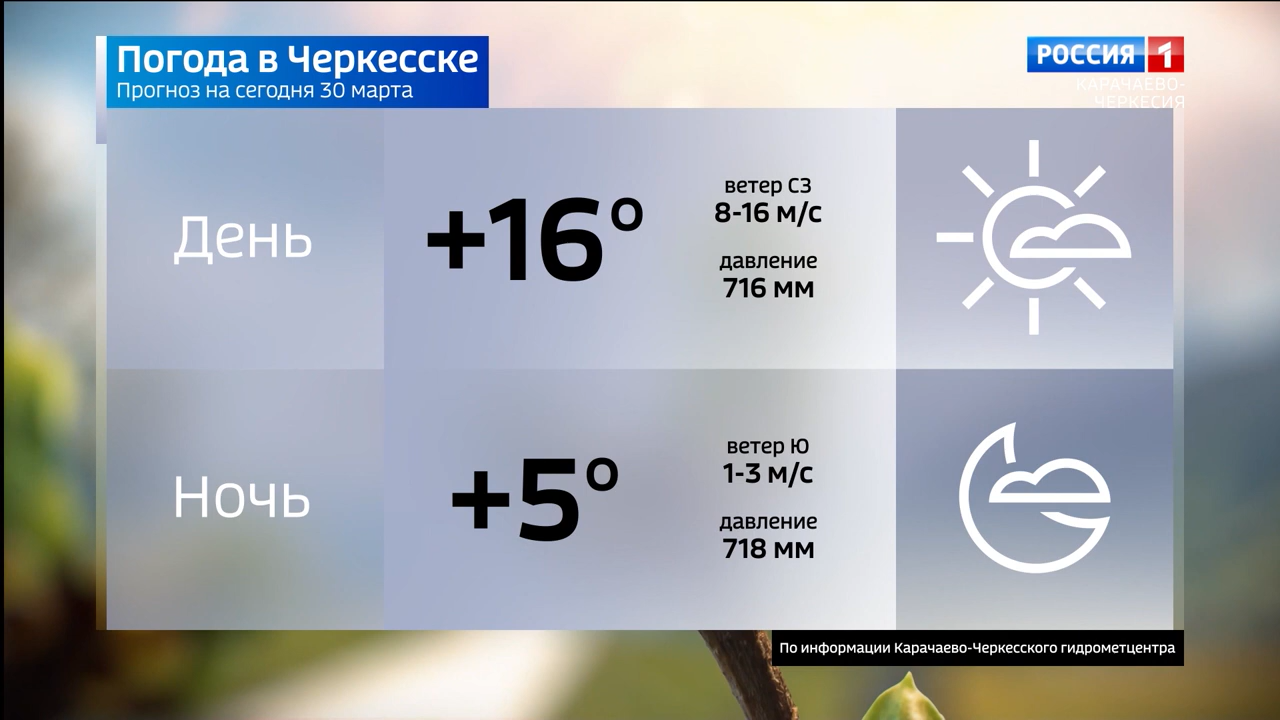 Погода в Черкесске
Прогноз на сегодня 30 марта
РОССИЯ 1
КАРАЧАЕВО-
ЧЕРКЕСИЯ
День
+16°
ветер СЗ
8-16 м/с
давление
716 мм
Ночь
+5°
ветер Ю
1-3 м/с
давление
718 мм
По информации Карачаево-Черкесского гидрометцентра